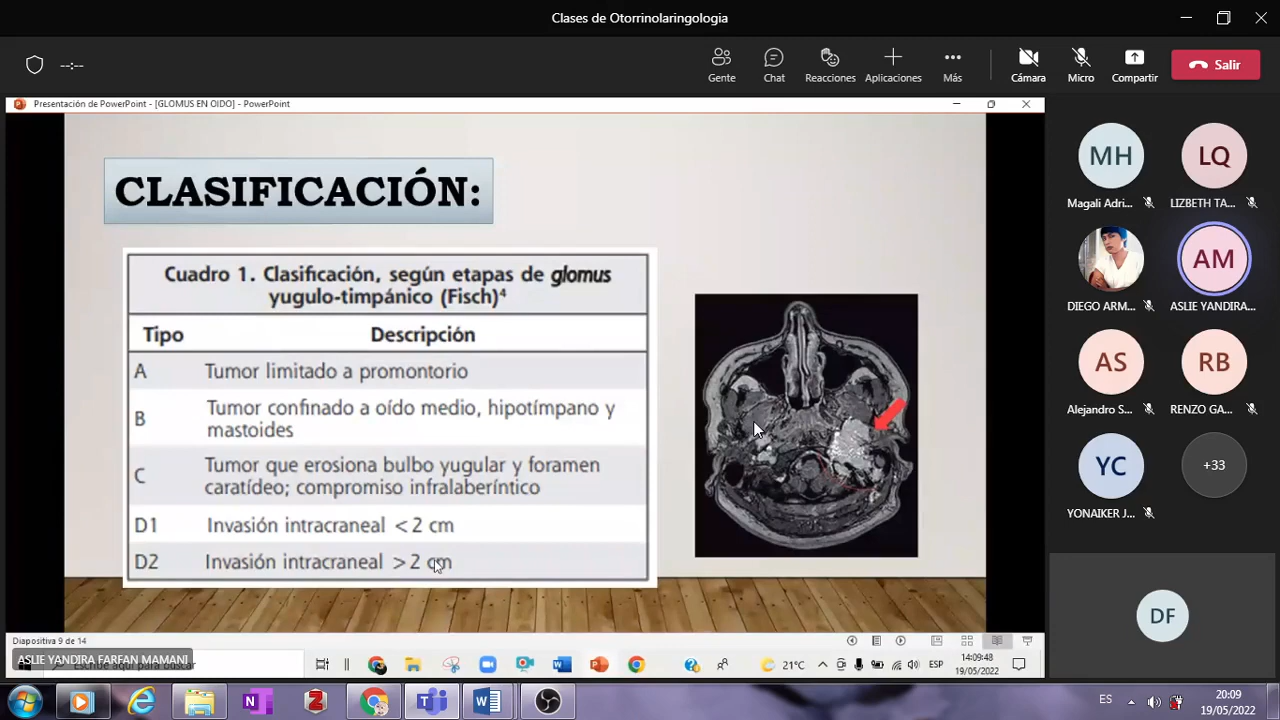 Clases de Otorrinolaringologia
--:--
Gente
Chat
Reacciones
Aplicaciones
Más
Cámara
Micro
Compartir
Salir
Presentación de PowerPoint - [GLOMUS EN OIDO] - PowerPoint
CLASIFICACIÓN:
Cuadro 1. Clasificación, según etapas de glomus
yugulo-timpánico (Fisch)⁴
Tipo Descripción
A Tumor limitado a promontorio
B Tumor confinado a oído medio, hipotímpano y
mastoides
C Tumor que erosiona bulbo yugular y foramen
caratídeo; compromiso infralaberíntico
D1 Invasión intracraneal < 2 cm
D2 Invasión intracraneal > 2 cm
MH
Magali Adri...
LQ
LIZBETH TA...
DIEGO ARM...
AM
ASLIE YANDIRA...
AS
Alejandro S...
RB
RENZO GA...
YC
YONAIKER J...
+33
DF
Diapositiva 9 de 14
ASLIE YANDIRA FARFAN MAMANI
21°C
ESP
14:09:48
19/05/2022
ES
20:09
19/05/2022